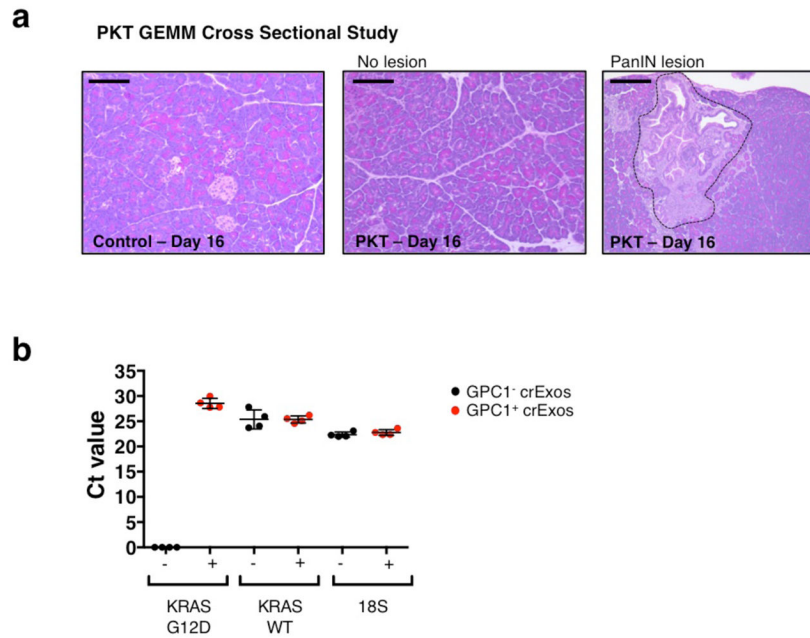 a
PKT GEMM Cross Sectional Study
No lesion
PanIN lesion
Control – Day 16
PKT – Day 16
PKT – Day 16
b
35
30
25
20
15
10
5
0
Ct value
GPC1- crExos
GPC1+ crExos
- + - + - +
KRAS G12D
KRAS WT
18S